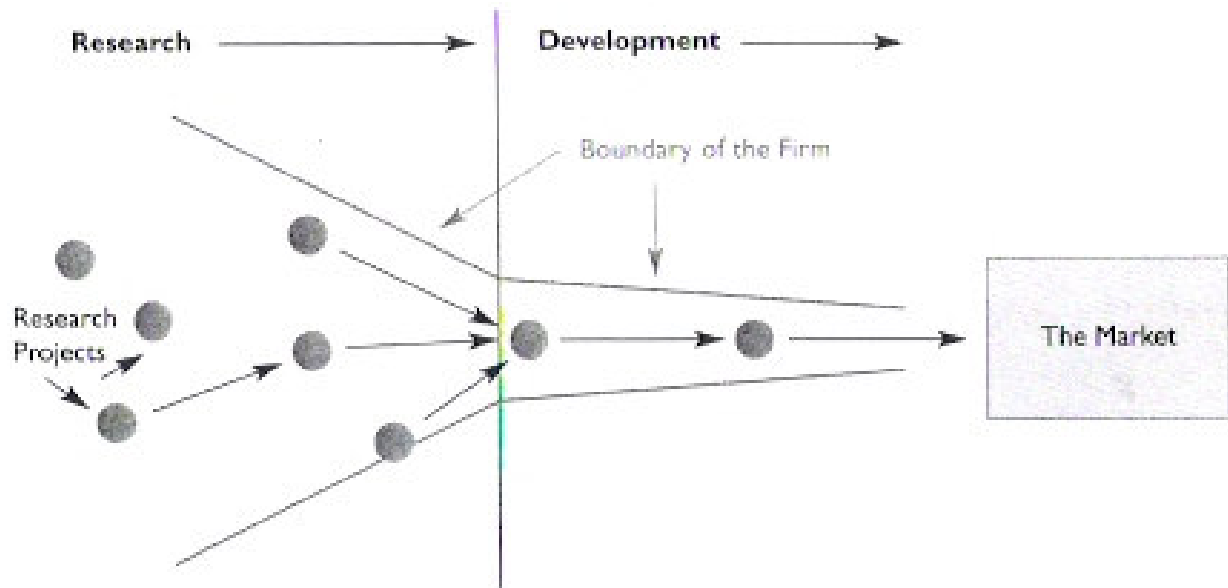 Research
Development
Boundary of the Firm
Research
Projects
The Market